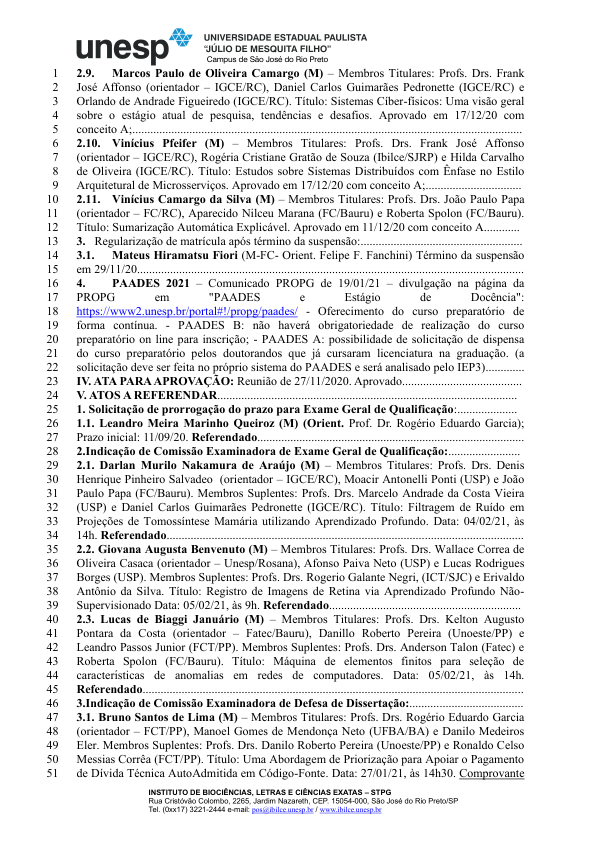 unesp
UNIVERSIDADE ESTADUAL PAULISTA
“JÚLIO DE MESQUITA FILHO”
Campus de São José do Rio Preto
1 2.9. Marcos Paulo de Oliveira Camargo (M) – Membros Titulares: Profs. Drs. Frank
2 José Affonso (orientador – IGCE/RC), Daniel Carlos Guimarães Pedronette (IGCE/RC) e
3 Orlando de Andrade Figueiredo (IGCE/RC). Título: Sistemas Cíber-físicos: Uma visão geral
4 sobre o estágio atual de pesquisa, tendências e desafios. Aprovado em 17/12/20 com
5 conceito A;.................................................................................................................................
6 2.10. Vinícius Pfeifer (M) – Membros Titulares: Profs. Drs. Frank José Affonso
7 (orientador – IGCE/RC), Rogéria Cristiane Gratão de Souza (Ibilce/SJRP) e Hilda Carvalho
8 de Oliveira (IGCE/RC). Título: Estudos sobre Sistemas Distribuídos com Ênfase no Estilo
9 Arquitetural de Microsserviços. Aprovado em 17/12/20 com conceito A;................................
10 2.11. Vinícius Camargo da Silva (M) – Membros Titulares: Profs. Drs. João Paulo Papa
11 (orientador – FC/RC), Aparecido Nilceu Marana (FC/Bauru) e Roberta Spolon (FC/Bauru).
12 Título: Sumarização Automática Explicável. Aprovado em 11/12/20 com conceito A............
13 3. Regularização de matrícula após término da suspensão:......................................................
14 3.1. Mateus Hiramatsu Fiori (M-FC- Orient. Felipe F. Fanchini) Término da suspensão
15 em 29/11/20.................................................................................................................................
16 4. PAADES 2021 – Comunicado PROPG de 19/01/21 – divulgação na página da
17 PROPG em "PAADES e Estágio de Docência":
18 https://www2.unesp.br/portal#!/propg/paades/ - Oferecimento do curso preparatório de
19 forma contínua. - PAADES B: não haverá obrigatoriedade de realização do curso
20 preparatório on line para inscrição; - PAADES A: possibilidade de solicitação de dispensa
21 do curso preparatório pelos doutorandos que já cursaram licenciatura na graduação. (a
22 solicitação deve ser feita no próprio sistema do PAADES e será analisado pelo IEP3).............
23 IV. ATA PARA APROVAÇÃO: Reunião de 27/11/2020. Aprovado......................................
24 V. ATOS A REFERENDAR....................................................................................................
25 1. Solicitação de prorrogação do prazo para Exame Geral de Qualificação:....................
26 1.1. Leandro Meira Marinho Queiroz (M) (Orient. Prof. Dr. Rogério Eduardo Garcia);
27 Prazo inicial: 11/09/20. Referendado.........................................................................................
28 2.Indicação de Comissão Examinadora de Exame Geral de Qualificação:........................
29 2.1. Darlan Murilo Nakamura de Araújo (M) – Membros Titulares: Profs. Drs. Denis
30 Henrique Pinheiro Salvadeo (orientador – IGCE/RC), Moacir Antonelli Ponti (USP) e João
31 Paulo Papa (FC/Bauru). Membros Suplentes: Profs. Drs. Marcelo Andrade da Costa Vieira
32 (USP) e Daniel Carlos Guimarães Pedronette (IGCE/RC). Título: Filtragem de Ruído em
33 Projeções de Tomossíntese Mamária utilizando Aprendizado Profundo. Data: 04/02/21, às
34 14h. Referendado.......................................................................................................................
35 2.2. Giovana Augusta Benvenuto (M) – Membros Titulares: Profs. Drs. Wallace Correa de
36 Oliveira Casaca (orientador – Unesp/Rosana), Afonso Paiva Neto (USP) e Lucas Rodrigues
37 Borges (USP). Membros Suplentes: Profs. Drs. Rogerio Galante Negri, (ICT/SJC) e Erivaldo
38 Antônio da Silva. Título: Registro de Imagens de Retina via Aprendizado Profundo Não-
39 Supervisionado Data: 05/02/21, às 9h. Referendado................................................................
40 2.3. Lucas de Biaggi Januário (M) – Membros Titulares: Profs. Drs. Kelton Augusto
41 Pontara da Costa (orientador – Fatec/Bauru), Danillo Roberto Pereira (Unoeste/PP) e
42 Leandro Passos Junior (FCT/PP). Membros Suplentes: Profs. Drs. Anderson Talon (Fatec) e
43 Roberta Spolon (FC/Bauru). Título: Máquina de elementos finitos para seleção de
44 características de anomalias em redes de computadores. Data: 05/02/21, às 14h.
45 Referendado...............................................................................................................................
46 3.Indicação de Comissão Examinadora de Defesa de Dissertação:......................................
47 3.1. Bruno Santos de Lima (M) – Membros Titulares: Profs. Drs. Rogério Eduardo Garcia
48 (orientador – FCT/PP), Manoel Gomes de Mendonça Neto (UFBA/BA) e Danilo Medeiros
49 Eler. Membros Suplentes: Profs. Drs. Danilo Roberto Pereira (Unoeste/PP) e Ronaldo Celso
50 Messias Corrêa (FCT/PP). Título: Uma Abordagem de Priorização para Apoiar o Pagamento
51 de Dívida Técnica AutoAdmitida em Código-Fonte. Data: 27/01/21, às 14h30. Comprovante
INSTITUTO DE BIOCIÊNCIAS, LETRAS E CIÊNCIAS EXATAS – STPG
Rua Cristóvão Colombo, 2265, Jardim Nazareth, CEP. 15054-000, São José do Rio Preto/SP
Tel. (0xx17) 3221-2444 e-mail: pos@ibilce.unesp.br / www.ibilce.unesp.br